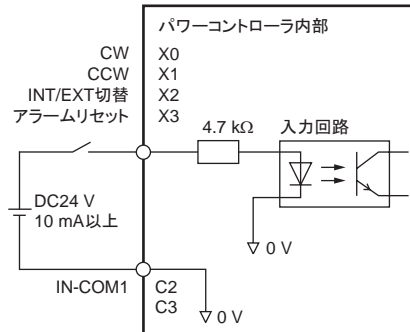 パワーコントローラ内部
CW X0
CCW X1
INT/EXT切替 X2
アラームリセット X3
4.7 kΩ
入力回路
DC24 V
10 mA以上
0 V
IN-COM1 C2
C3
0 V